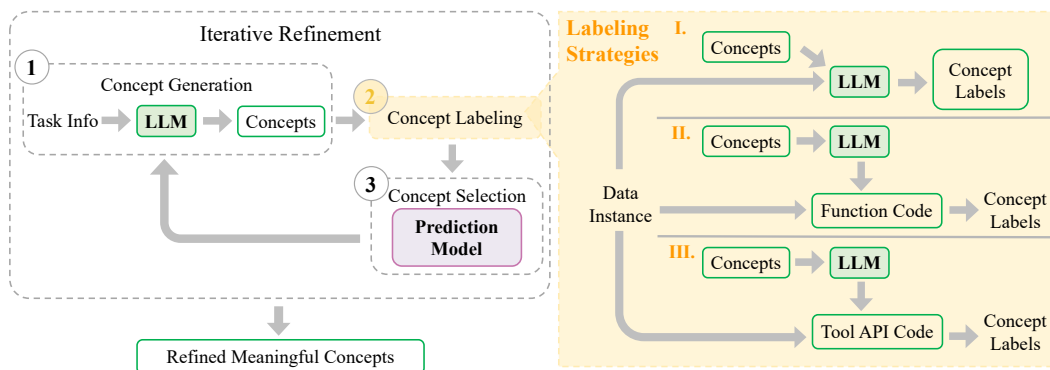 Iterative Refinement
1
Concept Generation
Task Info
LLM
Concepts
2
Concept Labeling
3
Concept Selection
Prediction
Model
Refined Meaningful Concepts
Labeling
Strategies
I.
Concepts
LLM
Concept
Labels
II.
Concepts
LLM
Data
Instance
Function Code
Concept
Labels
III.
Concepts
LLM
Tool API Code
Concept
Labels